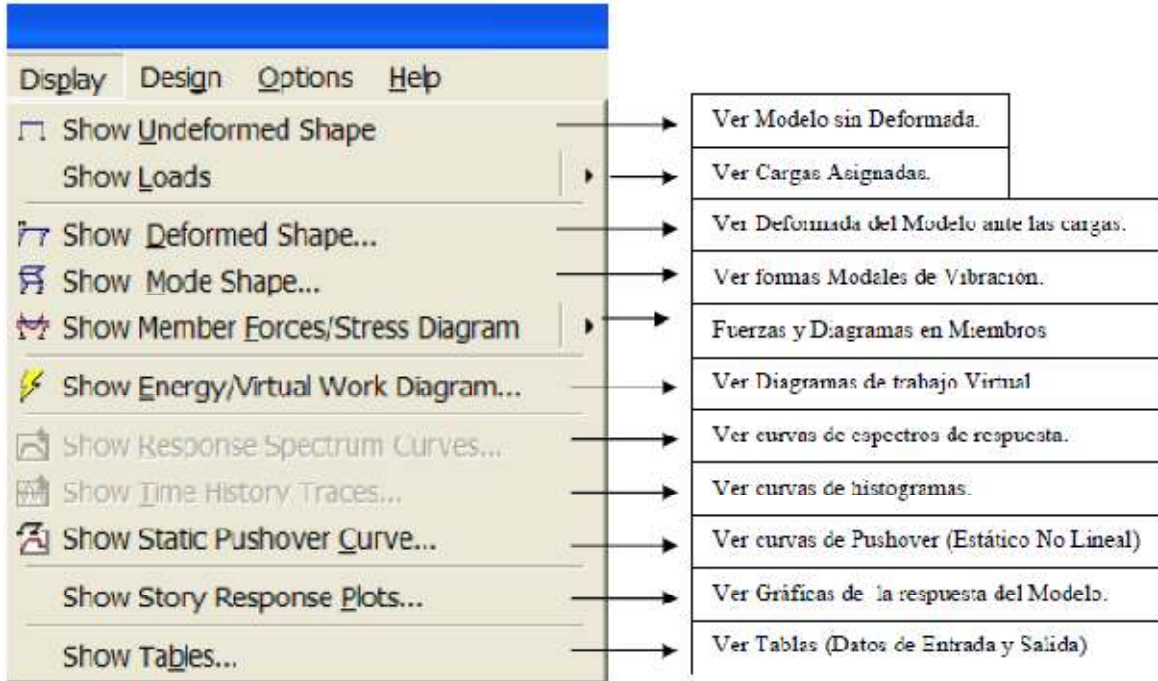 Display Design Options Help
Show Undeformed Shape
Ver Modelo sin Deformada.
Show Loads
Ver Cargas Asignadas.
Show Deformed Shape...
Ver Deformada del Modelo ante las cargas.
Show Mode Shape...
Ver formas Modales de Vibración.
Show Member Forces/Stress Diagram
Fuerzas y Diagramas en Miembros
Show Energy/Virtual Work Diagram...
Ver Diagramas de trabajo Virtual
Show Response Spectrum Curves...
Ver curvas de espectros de respuesta.
Show Time History Traces...
Ver curvas de histogramas.
Show Static Pushover Curve...
Ver curvas de Pushover (Estático No Lineal)
Show Story Response Plots...
Ver Gráficas de la respuesta del Modelo.
Show Tables...
Ver Tablas (Datos de Entrada y Salida)